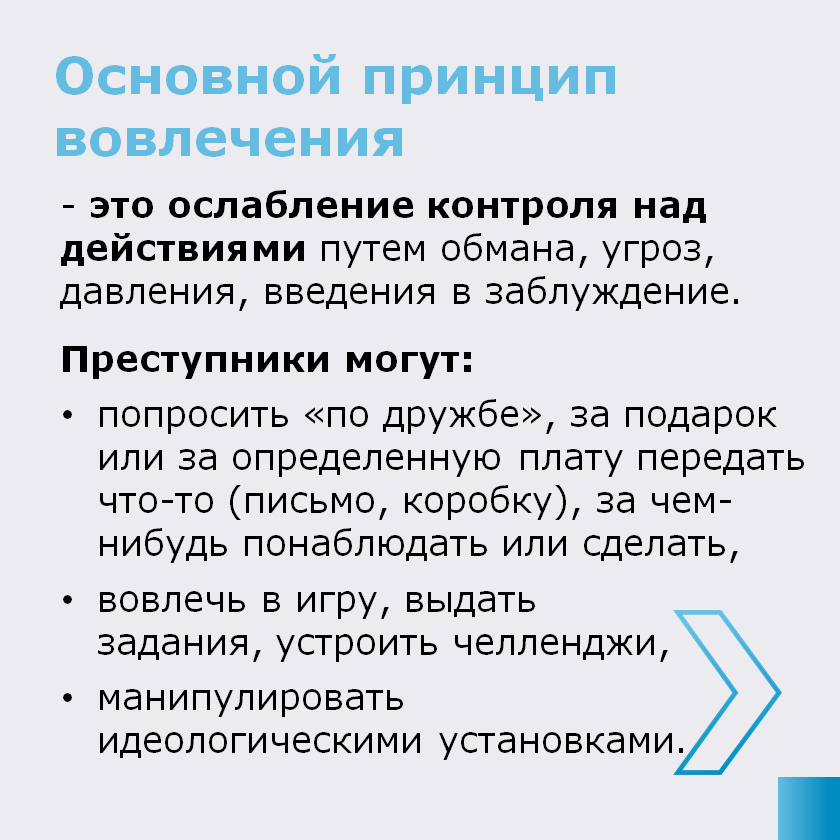 Основной принцип
вовлечения
- это ослабление контроля над
действиями путем обмана, угроз,
давления, введения в заблуждение.
Преступники могут:
• попросить «по дружбе», за подарок
или за определенную плату передать
что-то (письмо, коробку), за чем-
нибудь понаблюдать или сделать,
• вовлечь в игру, выдать
задания, устроить челленджи,
• манипулировать
идеологическими установками.